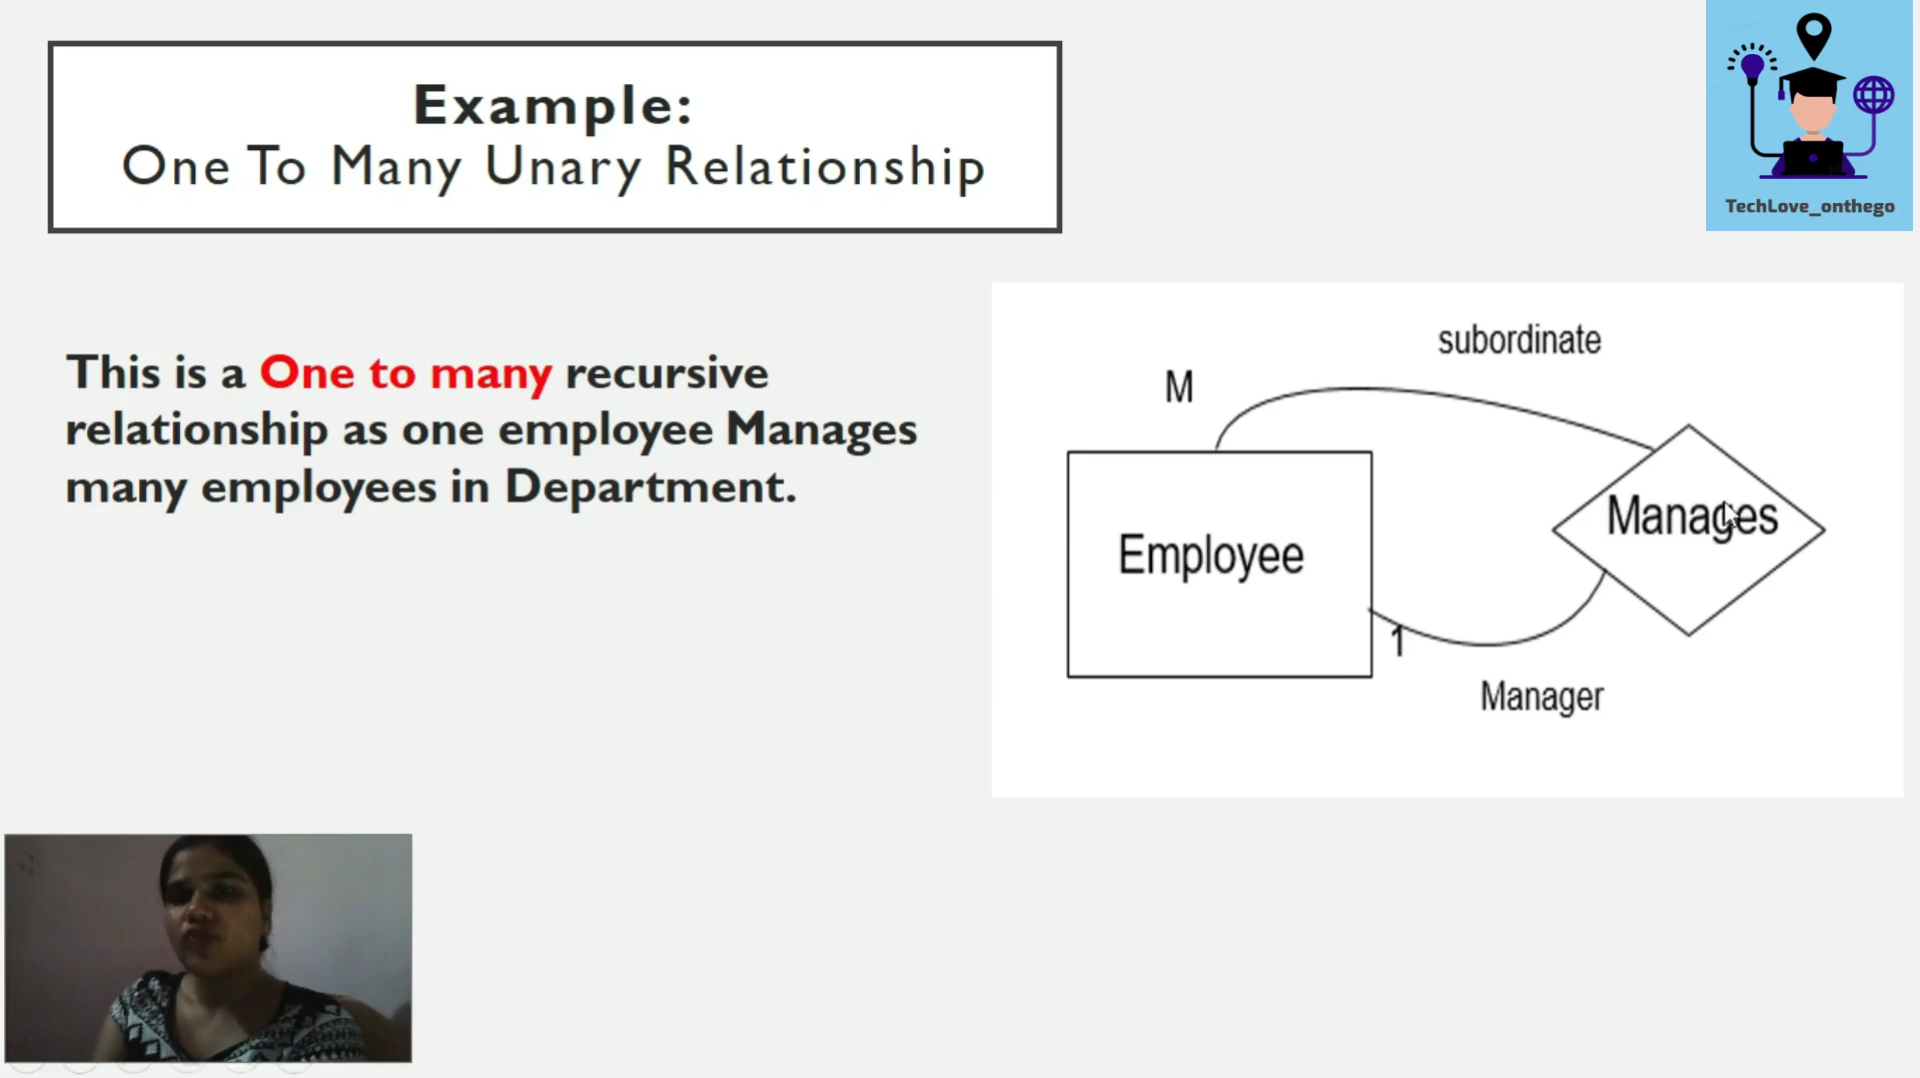 Example:
One To Many Unary Relationship
TechLove_onthego
This is a One to many recursive
relationship as one employee Manages
many employees in Department.
subordinate
M
Manages
Employee
1
Manager